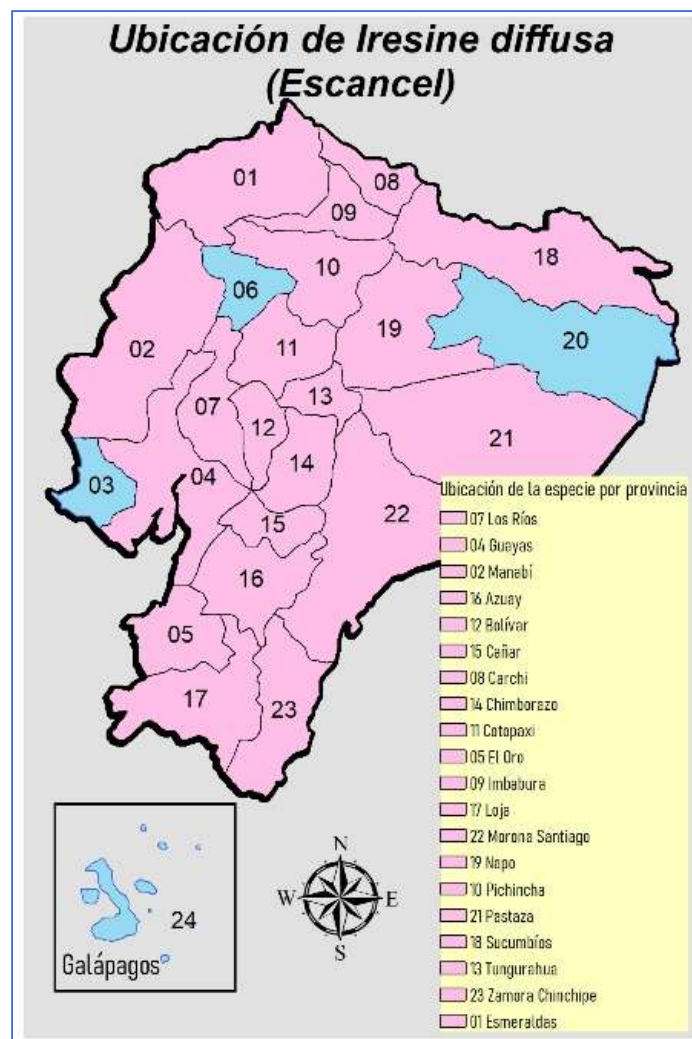 Ubicación de Iresine diffusa
(Escancel)
01
08
09
18
10
06
19
20
02
11
13
07
12
21
14
03
04
22
15
16
05
17
23
Ubicación de la especie por provincia
07 Los Ríos
04 Guayas
02 Manabí
16 Azuay
12 Bolívar
15 Cañar
08 Carchi
14 Chimborazo
11 Cotopaxi
05 El Oro
09 Imbabura
17 Loja
22 Morona Santiago
19 Napo
10 Pichincha
21 Pastaza
18 Sucumbíos
13 Tungurahua
23 Zamora Chinchipe
01 Esmeraldas
24
Galápagos
N
W E
S